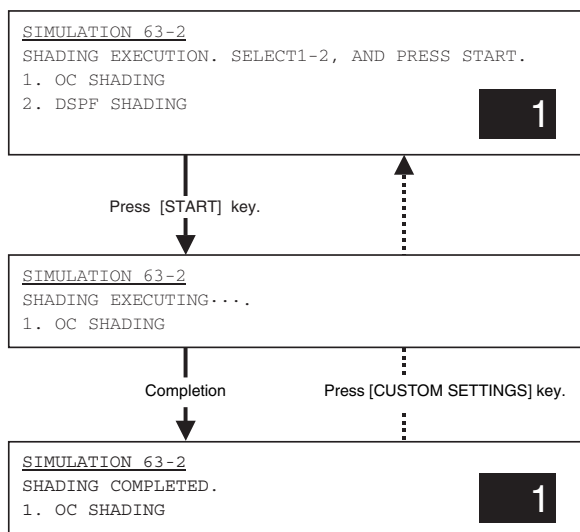 SIMULATION 63-2
SHADING EXECUTION. SELECT1-2, AND PRESS START.
1. OC SHADING
2. DSPF SHADING
1
Press [START] key.
SIMULATION 63-2
SHADING EXECUTING····.
1. OC SHADING
Completion
Press [CUSTOM SETTINGS] key.
SIMULATION 63-2
SHADING COMPLETED.
1. OC SHADING
1